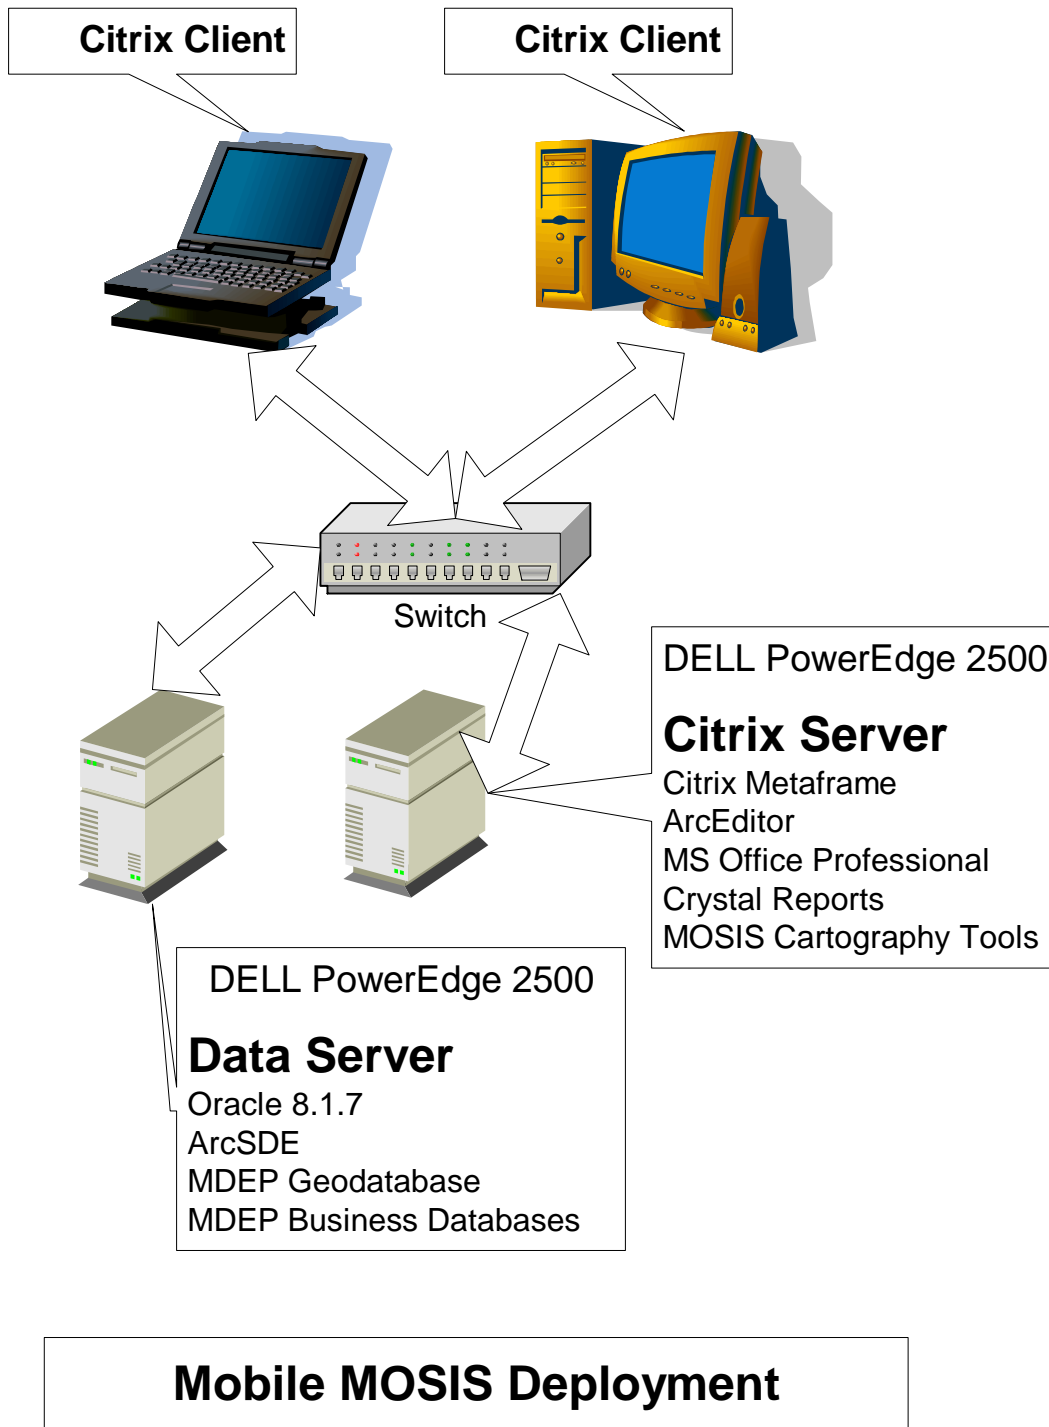 Citrix Client
Citrix Client
Switch
DELL PowerEdge 2500
Citrix Server
Citrix Metaframe
ArcEditor
MS Office Professional
Crystal Reports
MOSIS Cartography Tools
DELL PowerEdge 2500
Data Server
Oracle 8.1.7
ArcSDE
MDEP Geodatabase
MDEP Business Databases
Mobile MOSIS Deployment